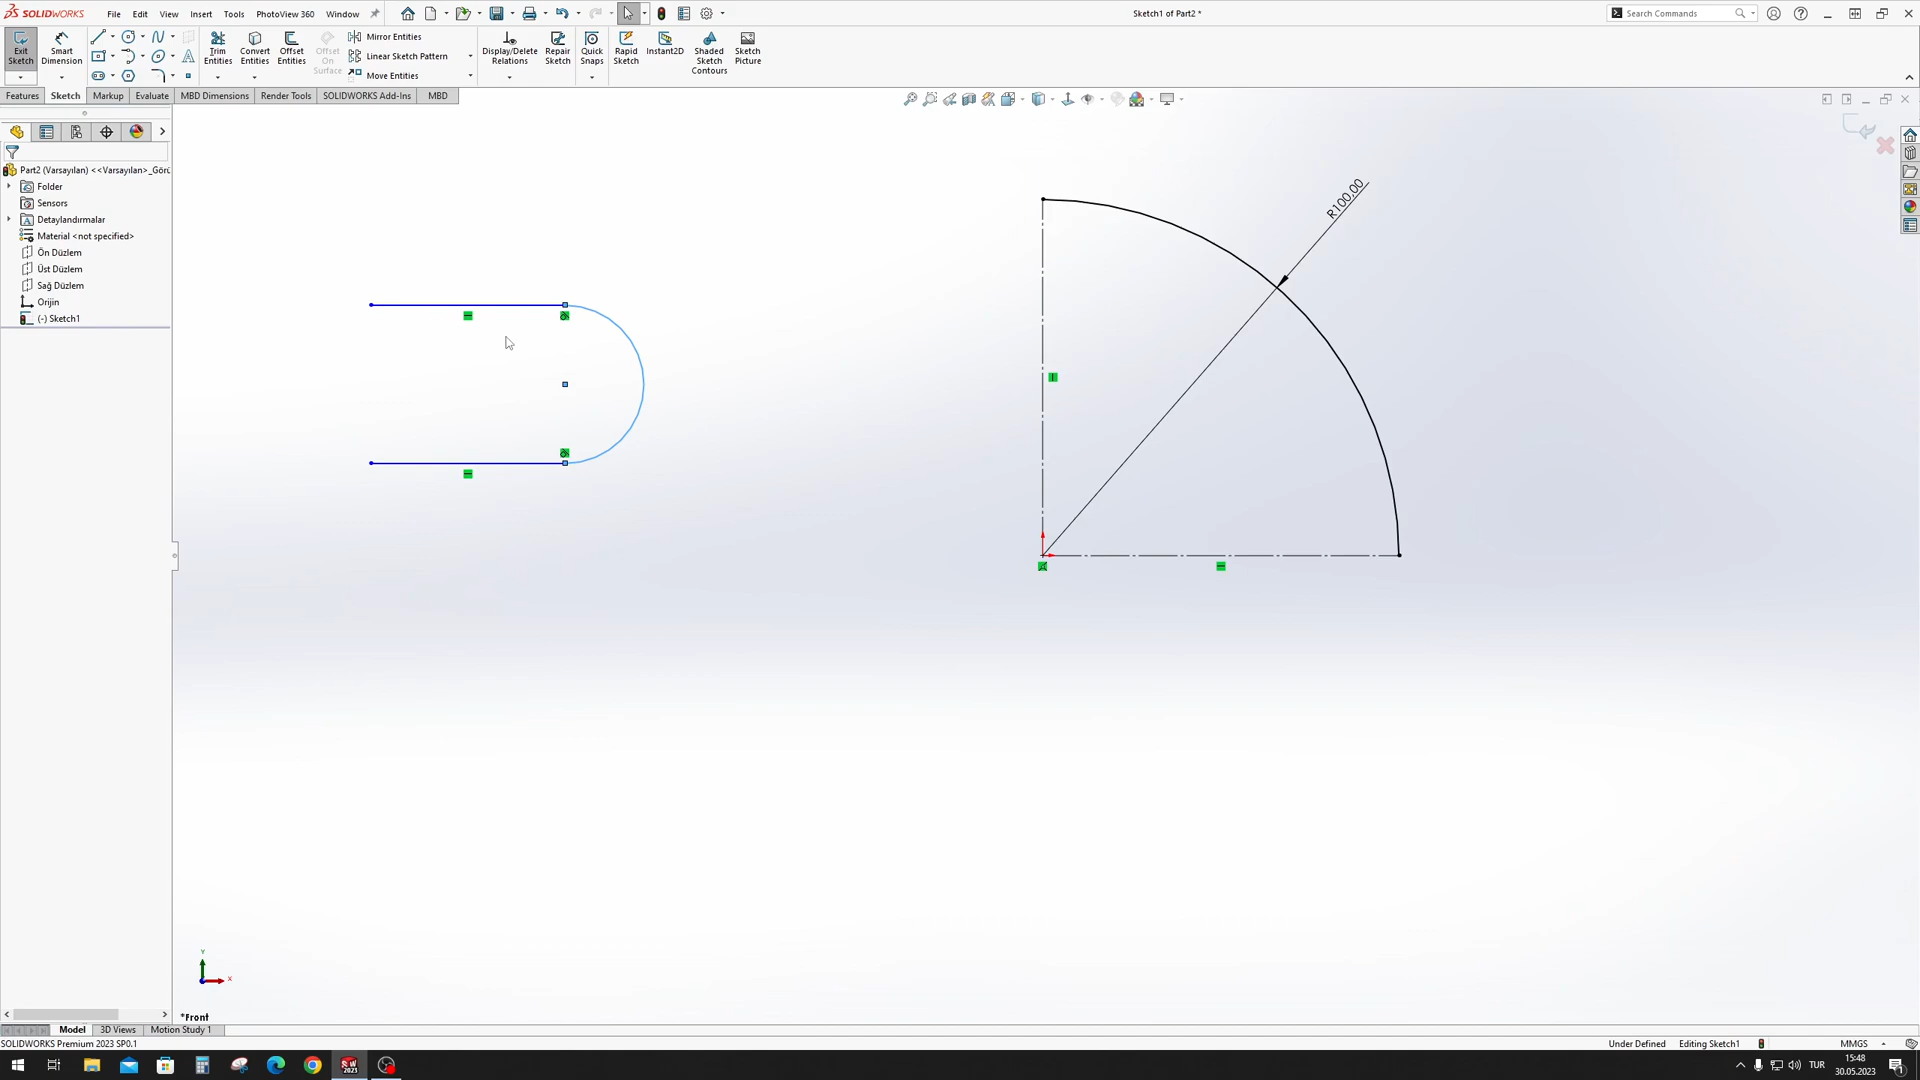 SOLIDWORKS File Edit View Insert Tools PhotoView 360 Window
Sketch1 of Part2 *
Search Commands
Exit Sketch
Smart Dimension
Trim Entities
Convert Entities
Offset Entities
Offset On Surface
Mirror Entities
Linear Sketch Pattern
Move Entities
Display/Delete Relations
Repair Sketch
Quick Snaps
Rapid Sketch
Instant2D
Shaded Sketch Contours
Sketch Picture
Features Sketch Markup Evaluate MBD Dimensions Render Tools SOLIDWORKS Add-Ins MBD
Part2 (Varsayılan) <<Varsayılan>_Görü
Folder
Sensors
Detaylandırmalar
Material <not specified>
Ön Düzlem
Üst Düzlem
Sağ Düzlem
Orijin
(-) Sketch1
R100,00
Y
X
*Front
Model 3D Views Motion Study 1
SOLIDWORKS Premium 2023 SP0.1
Under Defined Editing Sketch1 MMGS
TUR
15:48
30.05.2023